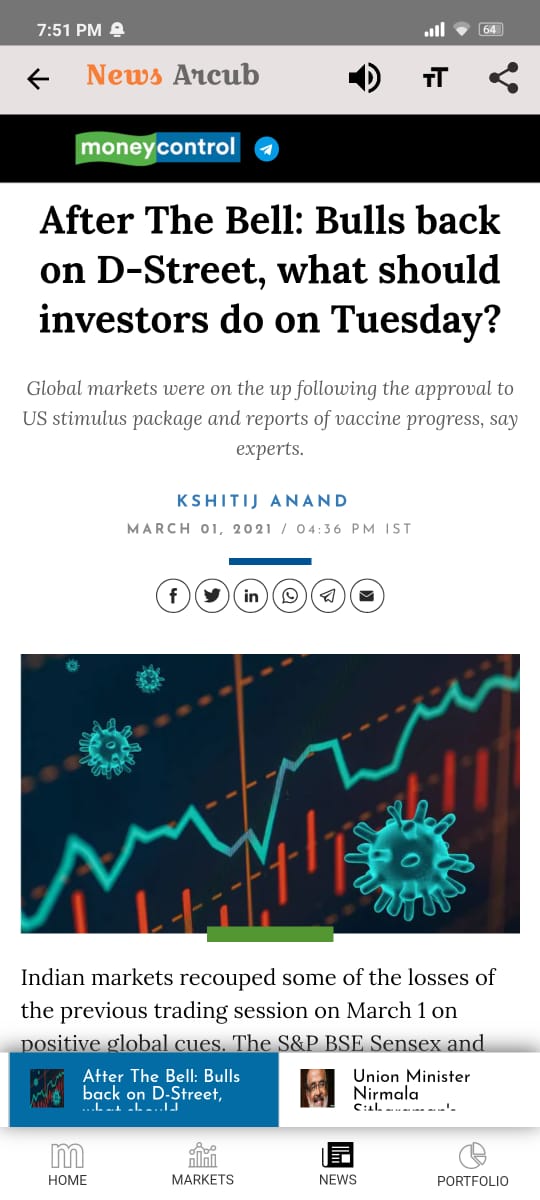 7:51 PM
64
News Arcub
moneycontrol
After The Bell: Bulls back
on D-Street, what should
investors do on Tuesday?
Global markets were on the up following the approval to
US stimulus package and reports of vaccine progress, say
experts.
KSHITIJ ANAND
MARCH 01, 2021 / 04:36 PM IST
Indian markets recouped some of the losses of
the previous trading session on March 1 on
positive global cues. The S&P BSE Sensex and
After The Bell: Bulls
back on D-Street,
what should
Union Minister
Nirmala
Sitharaman's
HOME
MARKETS
NEWS
PORTFOLIO